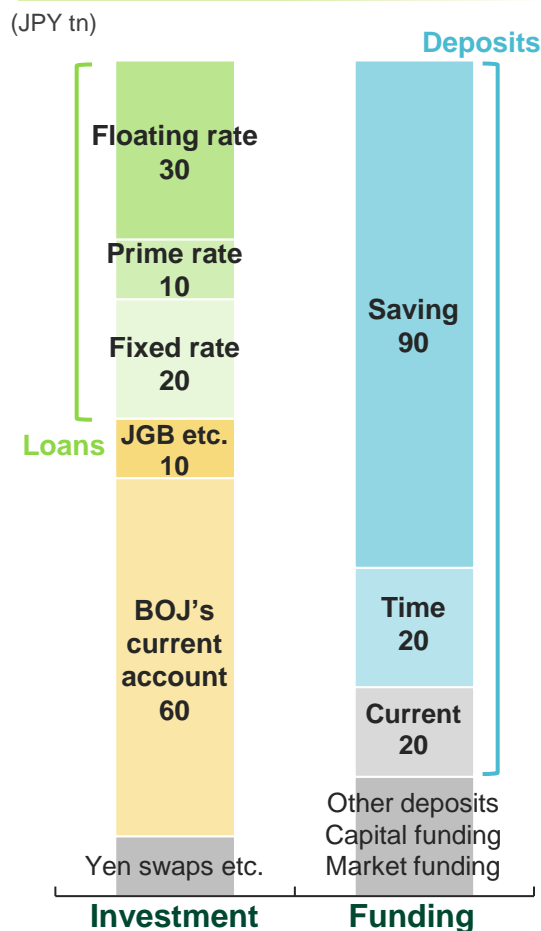 (JPY tn)
Deposits
Floating rate
30
Prime rate
10
Fixed rate
20
Loans
JGB etc.
10
BOJ’s
current
account
60
Yen swaps etc.
Saving
90
Time
20
Current
20
Other deposits
Capital funding
Market funding
Investment
Funding